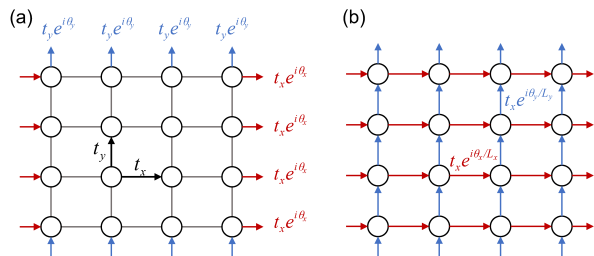 (a)
t_y e^{iθ_y} t_y e^{iθ_y} t_y e^{iθ_y} t_y e^{iθ_y}
t_x e^{iθ_x}
t_x e^{iθ_x}
t_y
t_x
t_x e^{iθ_x}
t_x e^{iθ_x}
(b)
t_x e^{iθ_y/L_y}
t_x e^{iθ_x/L_x}